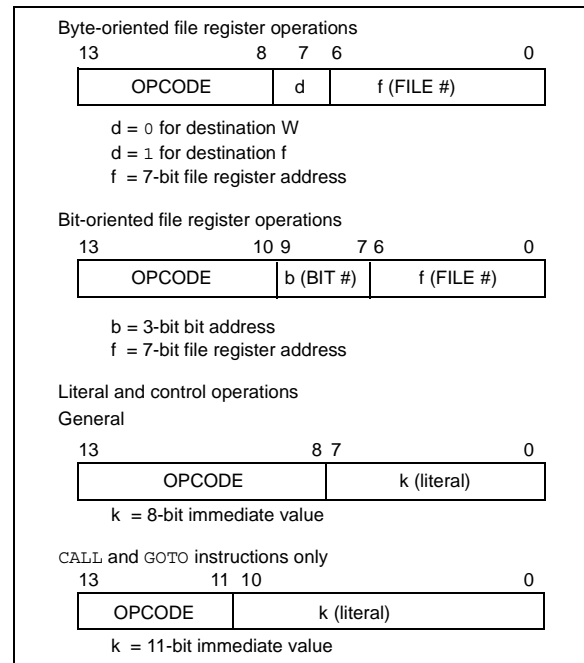 Byte-oriented file register operations
13 8 7 6 0
OPCODE d f (FILE #)
d = 0 for destination W
d = 1 for destination f
f = 7-bit file register address
Bit-oriented file register operations
13 10 9 7 6 0
OPCODE b (BIT #) f (FILE #)
b = 3-bit bit address
f = 7-bit file register address
Literal and control operations
General
13 8 7 0
OPCODE k (literal)
k = 8-bit immediate value
CALL and GOTO instructions only
13 11 10 0
OPCODE k (literal)
k = 11-bit immediate value